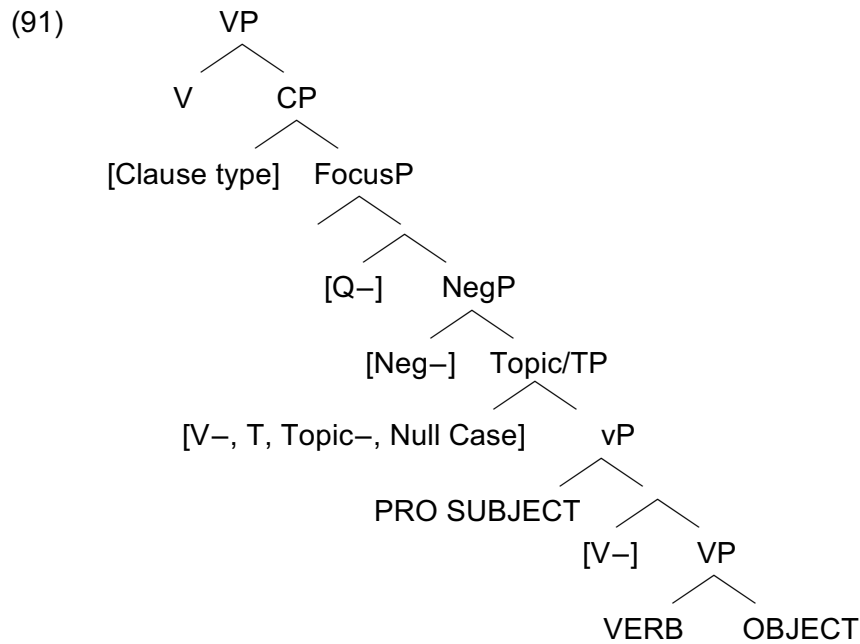 (91) VP
V CP
[Clause type] FocusP
[Q–] NegP
[Neg–] Topic/TP
[V–, T, Topic–, Null Case] vP
PRO SUBJECT
[V–] VP
VERB OBJECT